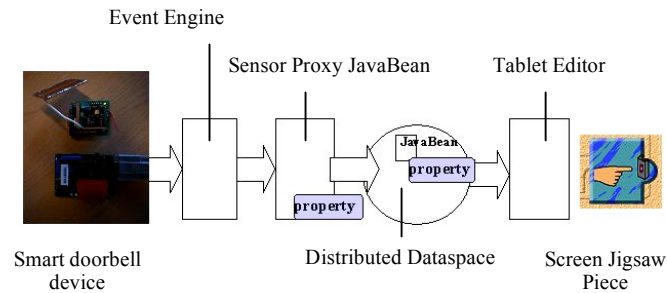 Event Engine
Sensor Proxy JavaBean
Tablet Editor
JavaBean
property
property
Smart doorbell
device
Distributed Dataspace
Screen Jigsaw
Piece